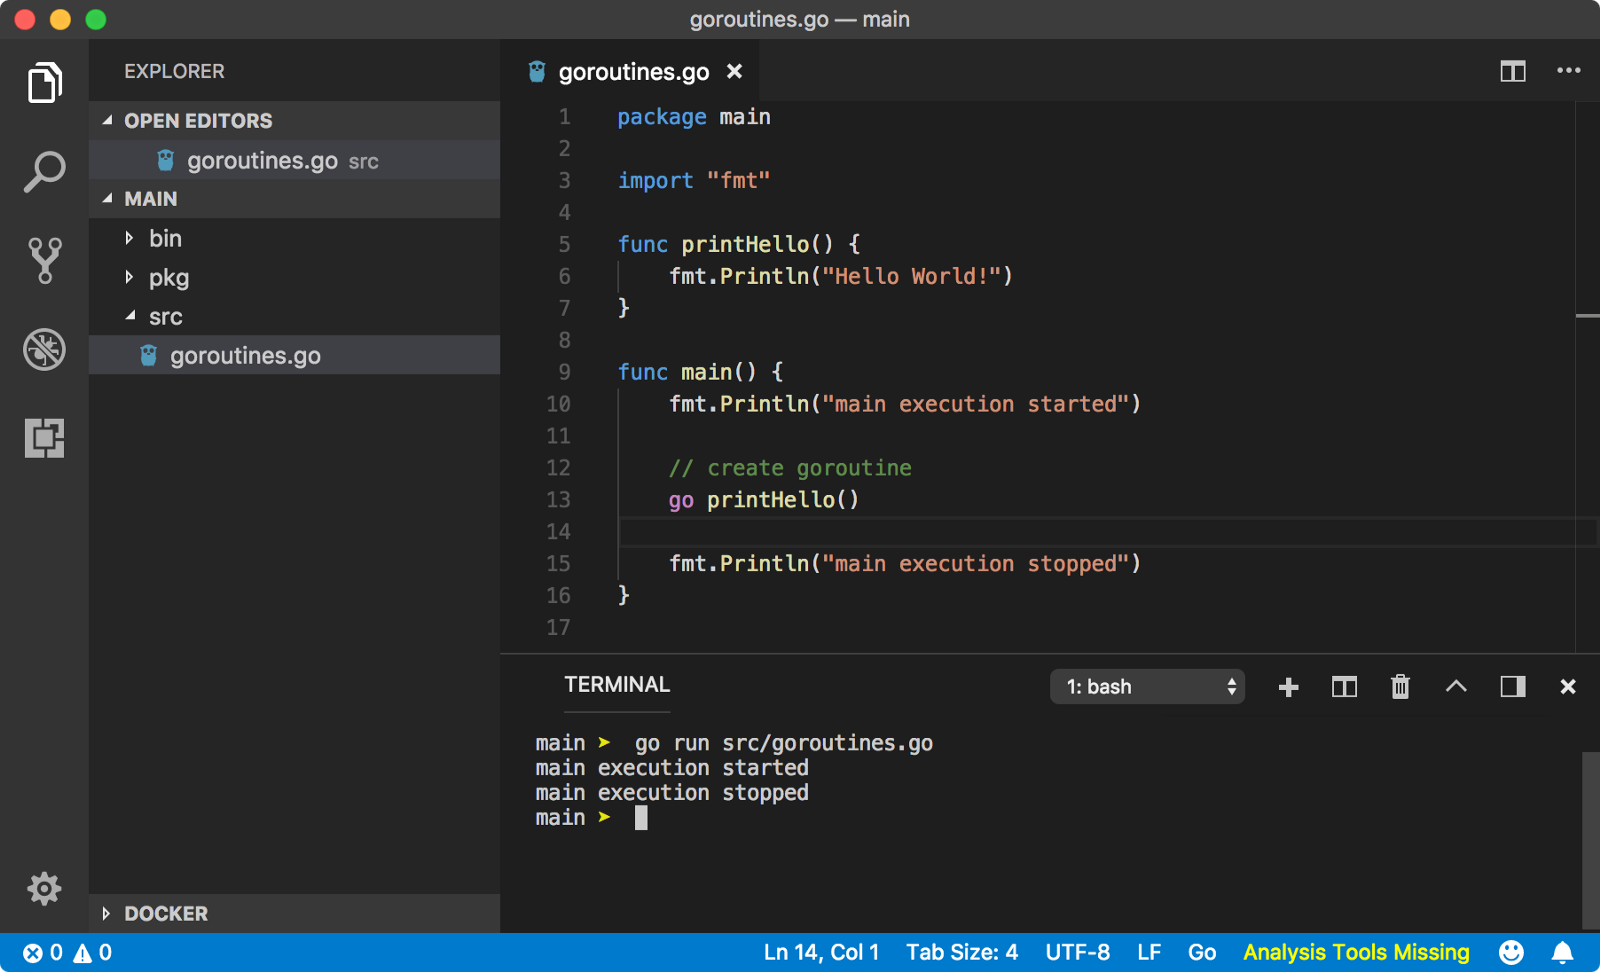 goroutines.go — main
EXPLORER
OPEN EDITORS
goroutines.go src
MAIN
bin
pkg
src
goroutines.go
DOCKER
goroutines.go
1 package main
2
3 import "fmt"
4
5 func printHello() {
6 fmt.Println("Hello World!")
7 }
8
9 func main() {
10 fmt.Println("main execution started")
11
12 // create goroutine
13 go printHello()
14
15 fmt.Println("main execution stopped")
16 }
17
TERMINAL
1: bash
main ➤ go run src/goroutines.go
main execution started
main execution stopped
main ➤
0 0 Ln 14, Col 1 Tab Size: 4 UTF-8 LF Go Analysis Tools Missing